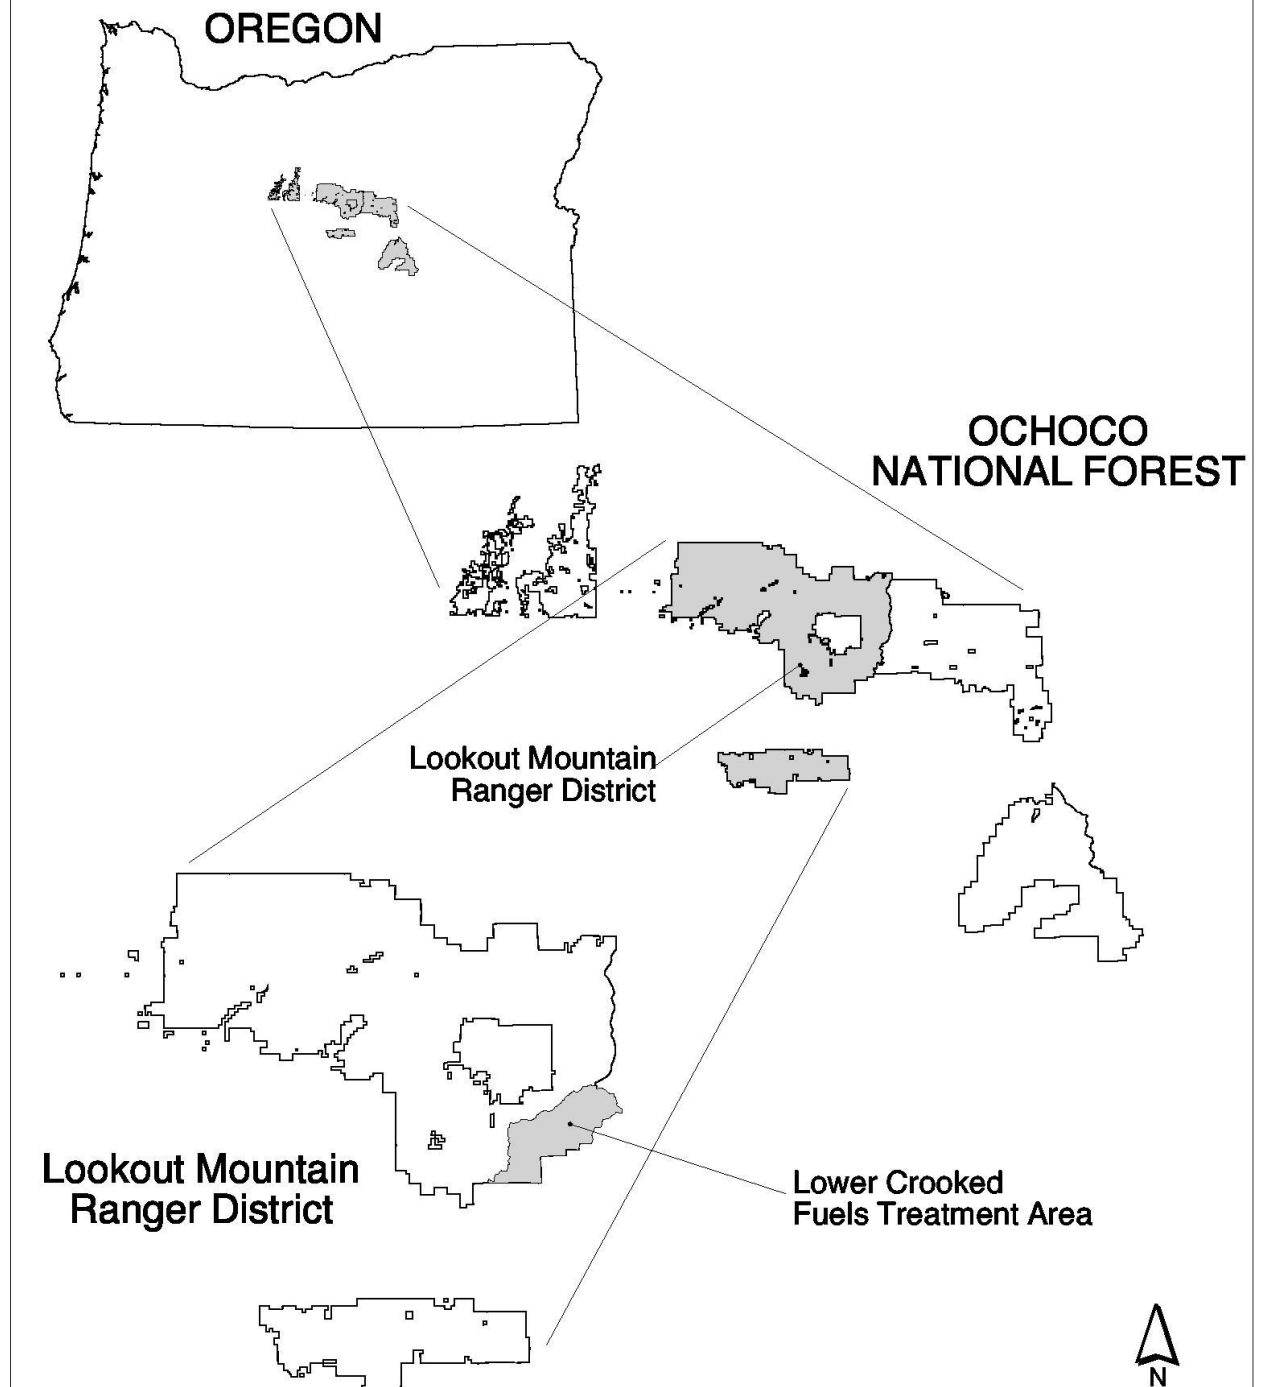 OREGON
OCHOCO
NATIONAL FOREST
Lookout Mountain
Ranger District
Lookout Mountain
Ranger District
Lower Crooked
Fuels Treatment Area
N